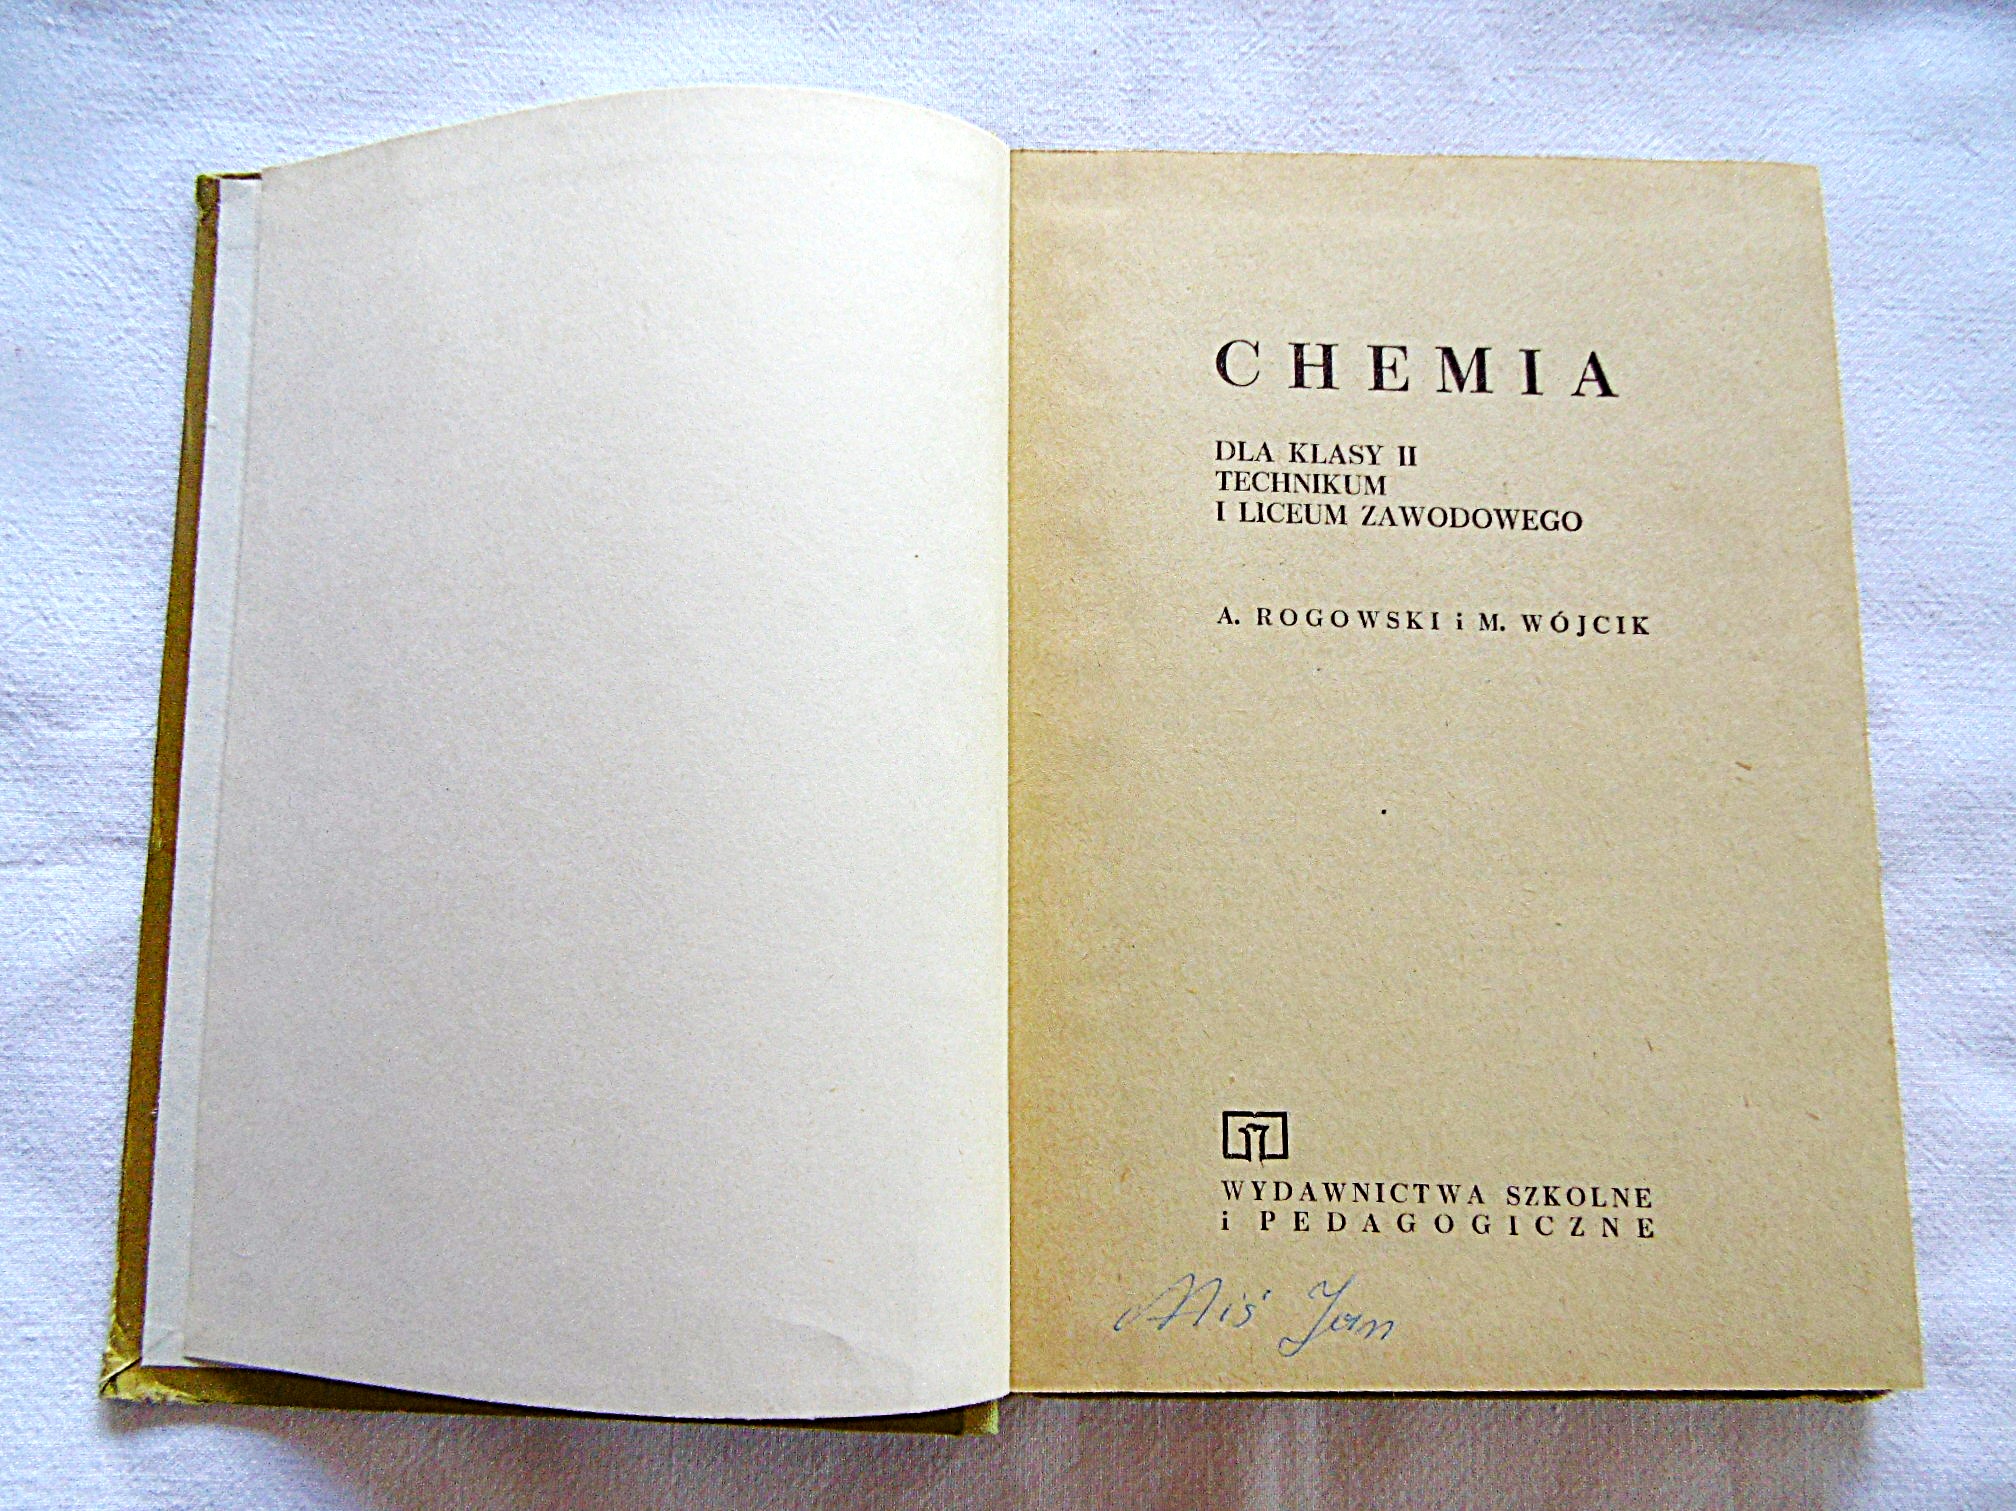 CHEMIA
DLA KLASY II
TECHNIKUM
I LICEUM ZAWODOWEGO
A. ROGOWSKI i M. WÓJCIK
WYDAWNICTWA SZKOLNE
i PEDAGOGICZNE
Miś Jan